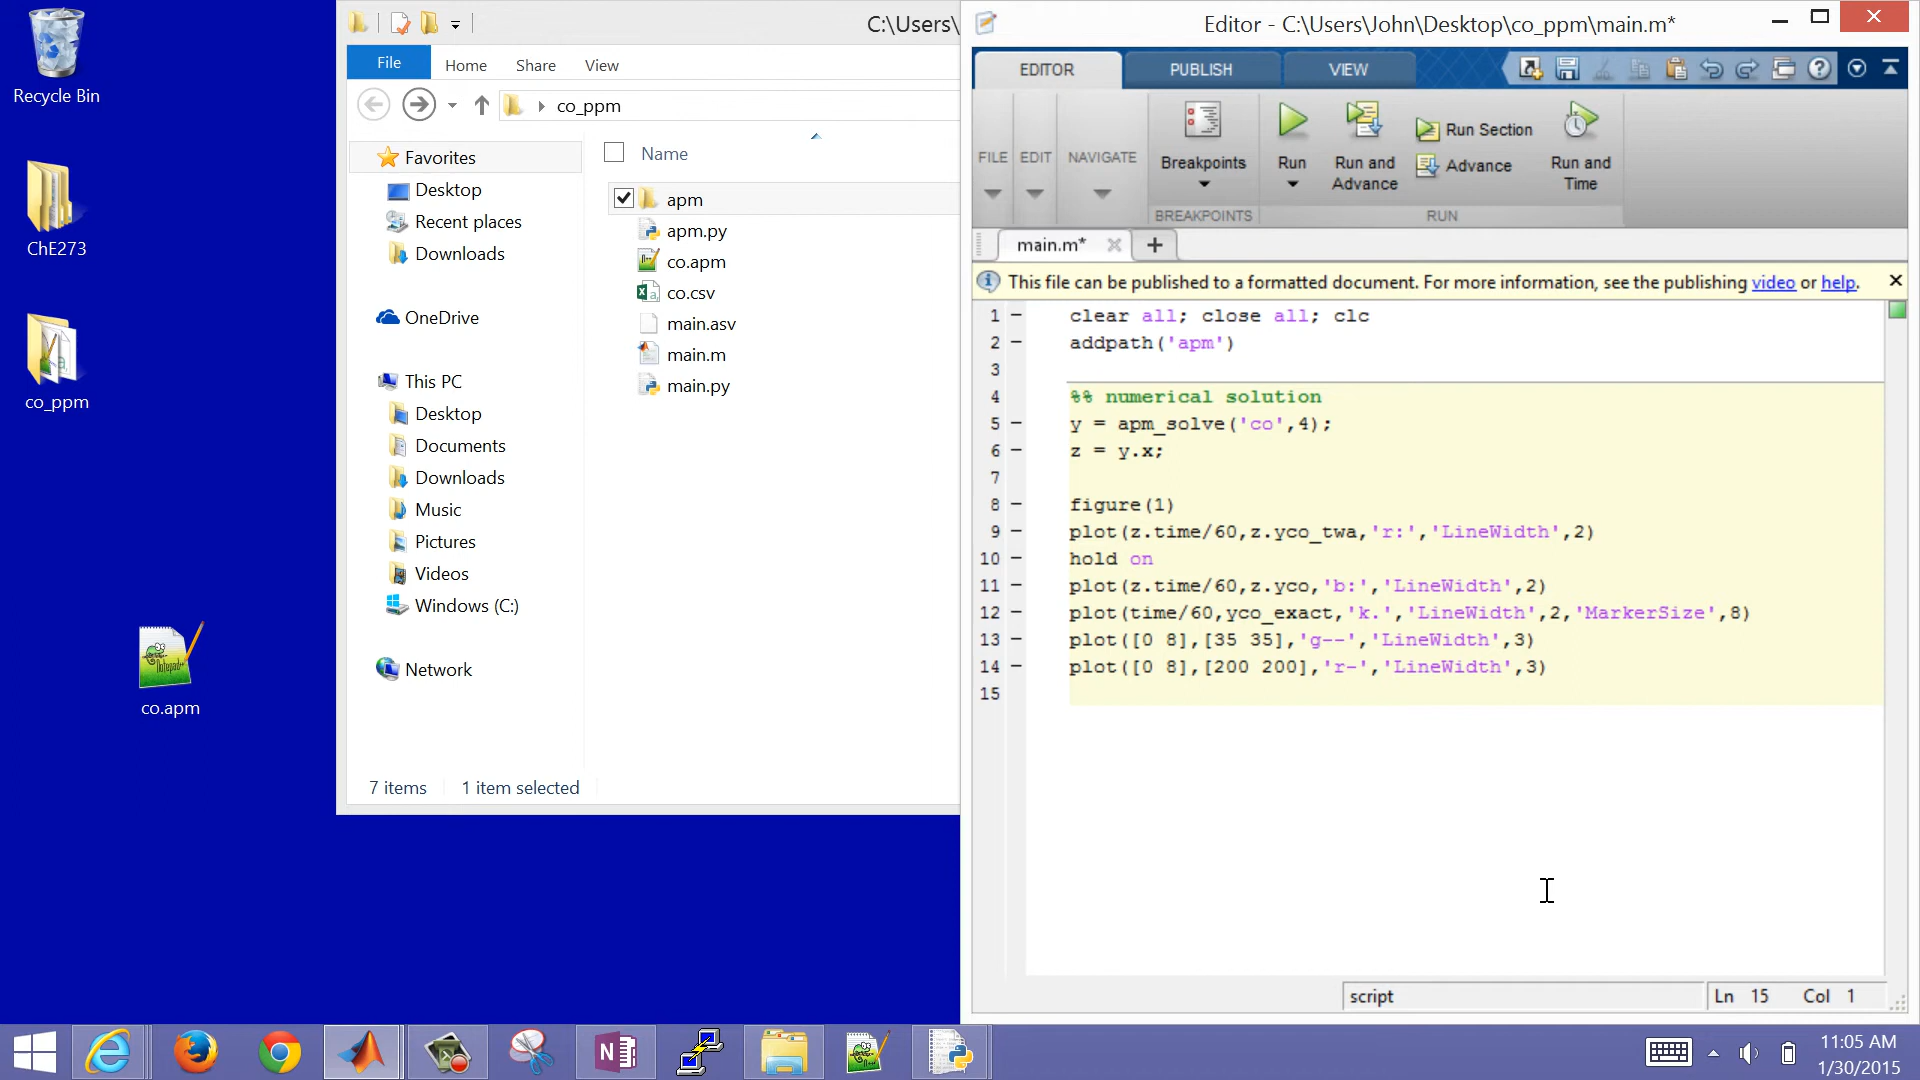 Recycle Bin
ChE273
co_ppm
co.apm
C:\Users\
File
Home
Share
View
co_ppm
Favorites
Desktop
Recent places
Downloads
OneDrive
This PC
Desktop
Documents
Downloads
Music
Pictures
Videos
Windows (C:)
Network
Name
apm
apm.py
co.apm
co.csv
main.asv
main.m
main.py
7 items
1 item selected
Editor - C:\Users\John\Desktop\co_ppm\main.m*
EDITOR
PUBLISH
VIEW
FILE
EDIT
NAVIGATE
Breakpoints
BREAKPOINTS
Run
Run and
Advance
Run Section
Advance
Run and
Time
RUN
main.m*
This file can be published to a formatted document. For more information, see the publishing video or help.
1 clear all; close all; clc
2 addpath('apm')
3
4 %% numerical solution
5 y = apm_solve('co',4);
6 z = y.x;
7
8 figure(1)
9 plot(z.time/60,z.yco_twa,'r:','LineWidth',2)
10 hold on
11 plot(z.time/60,z.yco,'b:','LineWidth',2)
12 plot(time/60,yco_exact,'k.','LineWidth',2,'MarkerSize',8)
13 plot([0 8],[35 35],'g--','LineWidth',3)
14 plot([0 8],[200 200],'r-','LineWidth',3)
15
script
Ln 15 Col 1
11:05 AM
1/30/2015